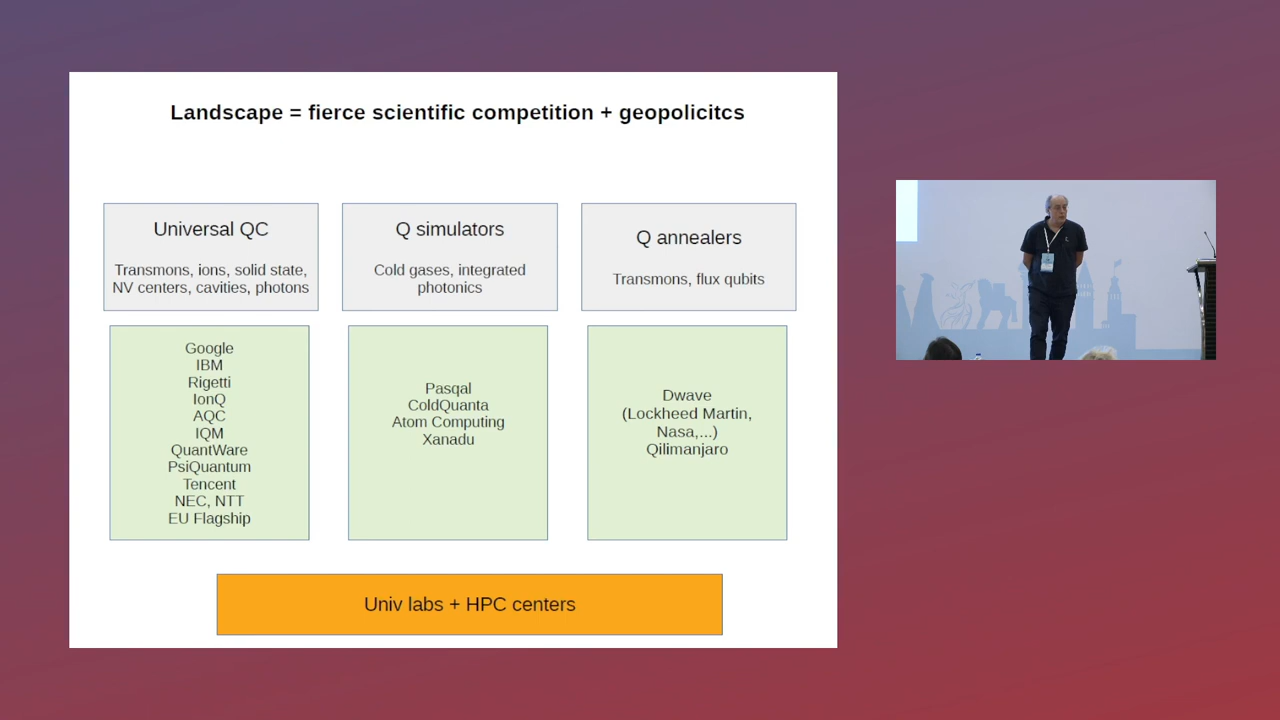 Landscape = fierce scientific competition + geopolicitcs
Universal QC
Transmons, ions, solid state,
NV centers, cavities, photons
Q simulators
Cold gases, integrated
photonics
Q annealers
Transmons, flux qubits
Google
IBM
Rigetti
IonQ
AQC
IQM
QuantWare
PsiQuantum
Tencent
NEC, NTT
EU Flagship
Pasqal
ColdQuanta
Atom Computing
Xanadu
Dwave
(Lockheed Martin,
Nasa,...)
Qilimanjaro
Univ labs + HPC centers